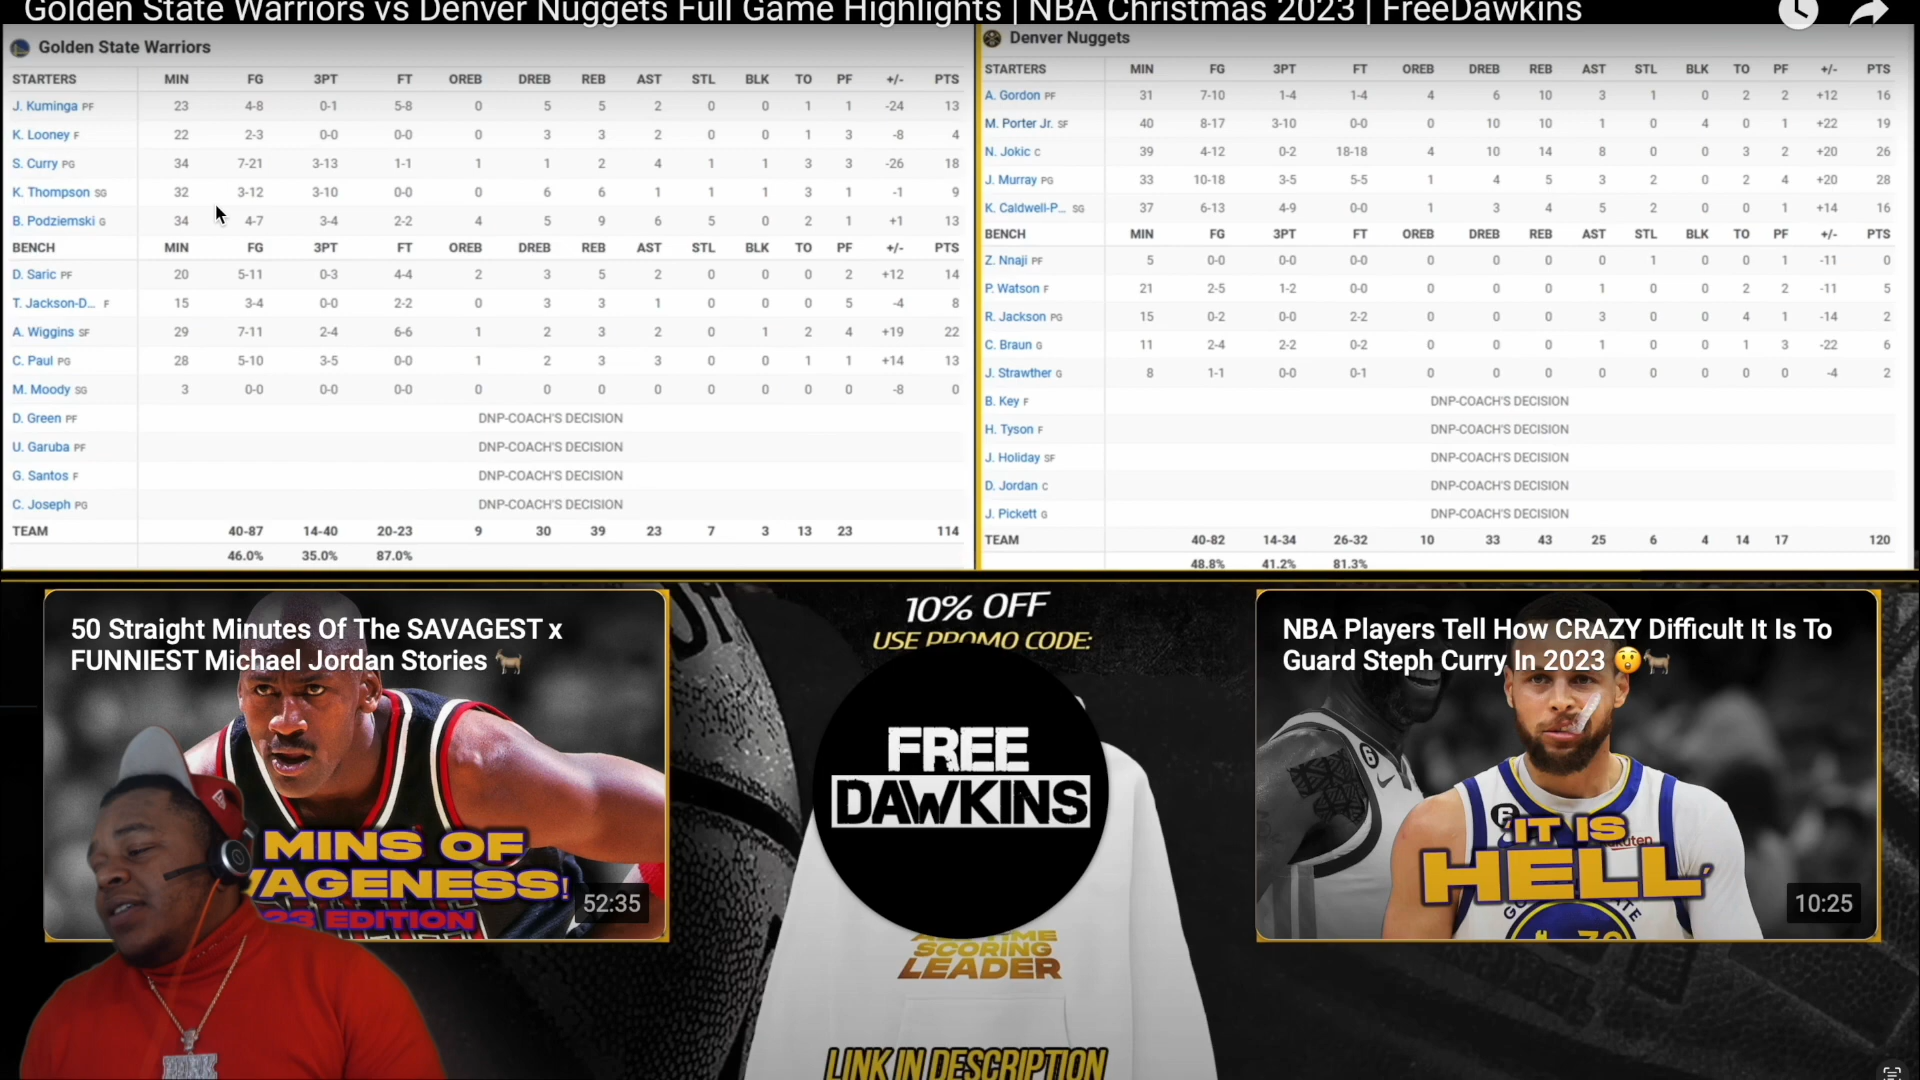 Golden State Warriors vs Denver Nuggets Full Game Highlights | NBA Christmas 2023 | FreeDawkins
Golden State Warriors
STARTERS MIN FG 3PT FT OREB DREB REB AST STL BLK TO PF +/- PTS
J. Kuminga PF 23 4-8 0-1 5-8 0 5 5 2 0 0 1 1 -24 13
K. Looney F 22 2-3 0-0 0-0 0 3 3 2 0 0 1 3 -8 4
S. Curry PG 34 7-21 3-13 1-1 1 1 2 4 1 1 3 3 -26 18
K. Thompson SG 32 3-12 3-10 0-0 0 6 6 1 1 1 3 1 -1 9
B. Podziemski G 34 4-7 3-4 2-2 4 5 9 6 5 0 2 1 +1 13
BENCH MIN FG 3PT FT OREB DREB REB AST STL BLK TO PF +/- PTS
D. Saric PF 20 5-11 0-3 4-4 2 3 5 2 0 0 0 2 +12 14
T. Jackson-D... F 15 3-4 0-0 2-2 0 3 3 1 0 0 0 5 -4 8
A. Wiggins SF 29 7-11 2-4 6-6 1 2 3 2 0 1 2 4 +19 22
C. Paul PG 28 5-10 3-5 0-0 1 2 3 3 0 0 1 1 +14 13
M. Moody SG 3 0-0 0-0 0-0 0 0 0 0 0 0 0 0 -8 0
D. Green PF DNP-COACH'S DECISION
U. Garuba PF DNP-COACH'S DECISION
G. Santos F DNP-COACH'S DECISION
C. Joseph PG DNP-COACH'S DECISION
TEAM 40-87 14-40 20-23 9 30 39 23 7 3 13 23 114
46.0% 35.0% 87.0%
Denver Nuggets
STARTERS MIN FG 3PT FT OREB DREB REB AST STL BLK TO PF +/- PTS
A. Gordon PF 31 7-10 1-4 1-4 4 6 10 3 1 0 2 2 +12 16
M. Porter Jr. SF 40 8-17 3-10 0-0 0 10 10 1 0 4 0 1 +22 19
N. Jokic C 39 4-12 0-2 18-18 4 10 14 8 0 0 3 2 +20 26
J. Murray PG 33 10-18 3-5 5-5 1 4 5 3 2 0 2 4 +20 28
K. Caldwell-P... SG 37 6-13 4-9 0-0 1 3 4 5 2 0 0 1 +14 16
BENCH MIN FG 3PT FT OREB DREB REB AST STL BLK TO PF +/- PTS
Z. Nnaji PF 5 0-0 0-0 0-0 0 0 0 0 1 0 0 1 -11 0
P. Watson F 21 2-5 1-2 0-0 0 0 0 1 0 0 2 2 -11 5
R. Jackson PG 15 0-2 0-0 2-2 0 0 0 3 0 0 4 1 -14 2
C. Braun G 11 2-4 2-2 0-2 0 0 0 1 0 0 1 3 -22 6
J. Strawther G 8 1-1 0-0 0-1 0 0 0 0 0 0 0 0 -4 2
B. Key F DNP-COACH'S DECISION
H. Tyson F DNP-COACH'S DECISION
J. Holiday SF DNP-COACH'S DECISION
D. Jordan C DNP-COACH'S DECISION
J. Pickett G DNP-COACH'S DECISION
TEAM 40-82 14-34 26-32 10 33 43 25 6 4 14 17 120
48.8% 41.2% 81.3%
50 Straight Minutes Of The SAVAGEST x
FUNNIEST Michael Jordan Stories 🐐
MINS OF
VAGENESS!
23 EDITION
52:35
10% OFF
USE PROMO CODE:
FREE
DAWKINS
SCORING
LEADER
LINK IN DESCRIPTION
NBA Players Tell How CRAZY Difficult It Is To
Guard Steph Curry In 2023 😲🐐
IT IS
HELL
10:25